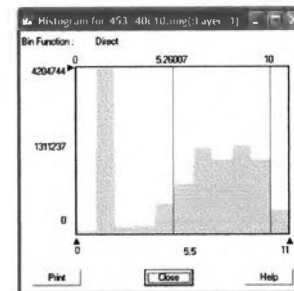 Histogram for 453_40c10.img(:Layer_1)
Bin Function : Direct
0 5.26007 10
4204744
1311237
0
0 5.5 11
Print Close Help